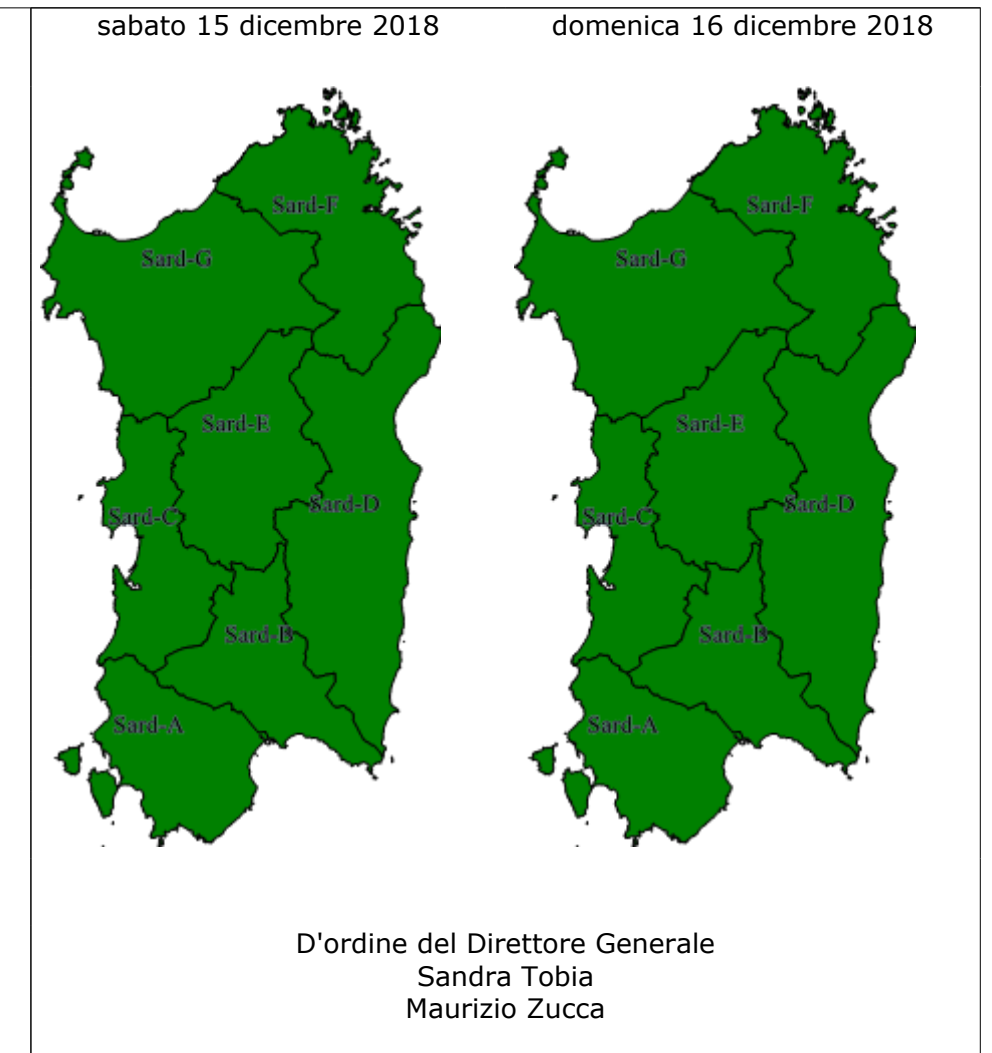 sabato 15 dicembre 2018
domenica 16 dicembre 2018
Sard-F
Sard-G
Sard-E
Sard-D
Sard-C
Sard-B
Sard-A
Sard-F
Sard-G
Sard-E
Sard-D
Sard-C
Sard-B
Sard-A
D'ordine del Direttore Generale
Sandra Tobia
Maurizio Zucca